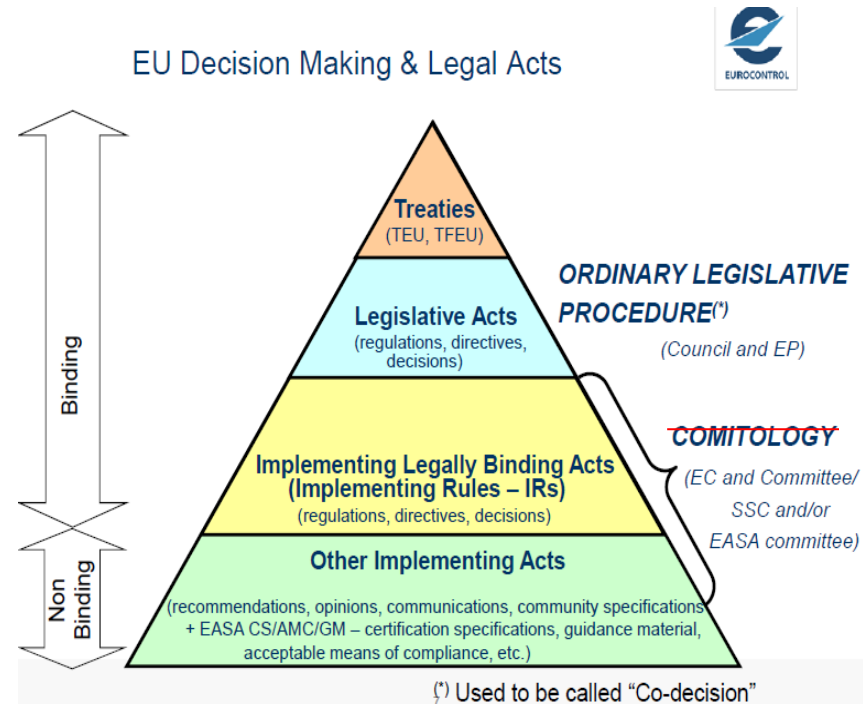 EUROCONTROL
EU Decision Making & Legal Acts
Binding
Non
Binding
Treaties
(TEU, TFEU)
Legislative Acts
(regulations, directives,
decisions)
Implementing Legally Binding Acts
(Implementing Rules – IRs)
(regulations, directives, decisions)
Other Implementing Acts
(recommendations, opinions, communications, community specifications
+ EASA CS/AMC/GM – certification specifications, guidance material,
acceptable means of compliance, etc.)
ORDINARY LEGISLATIVE
PROCEDURE(*)
(Council and EP)
COMITOLOGY
(EC and Committee/
SSC and/or
EASA committee)
(*) Used to be called “Co-decision”